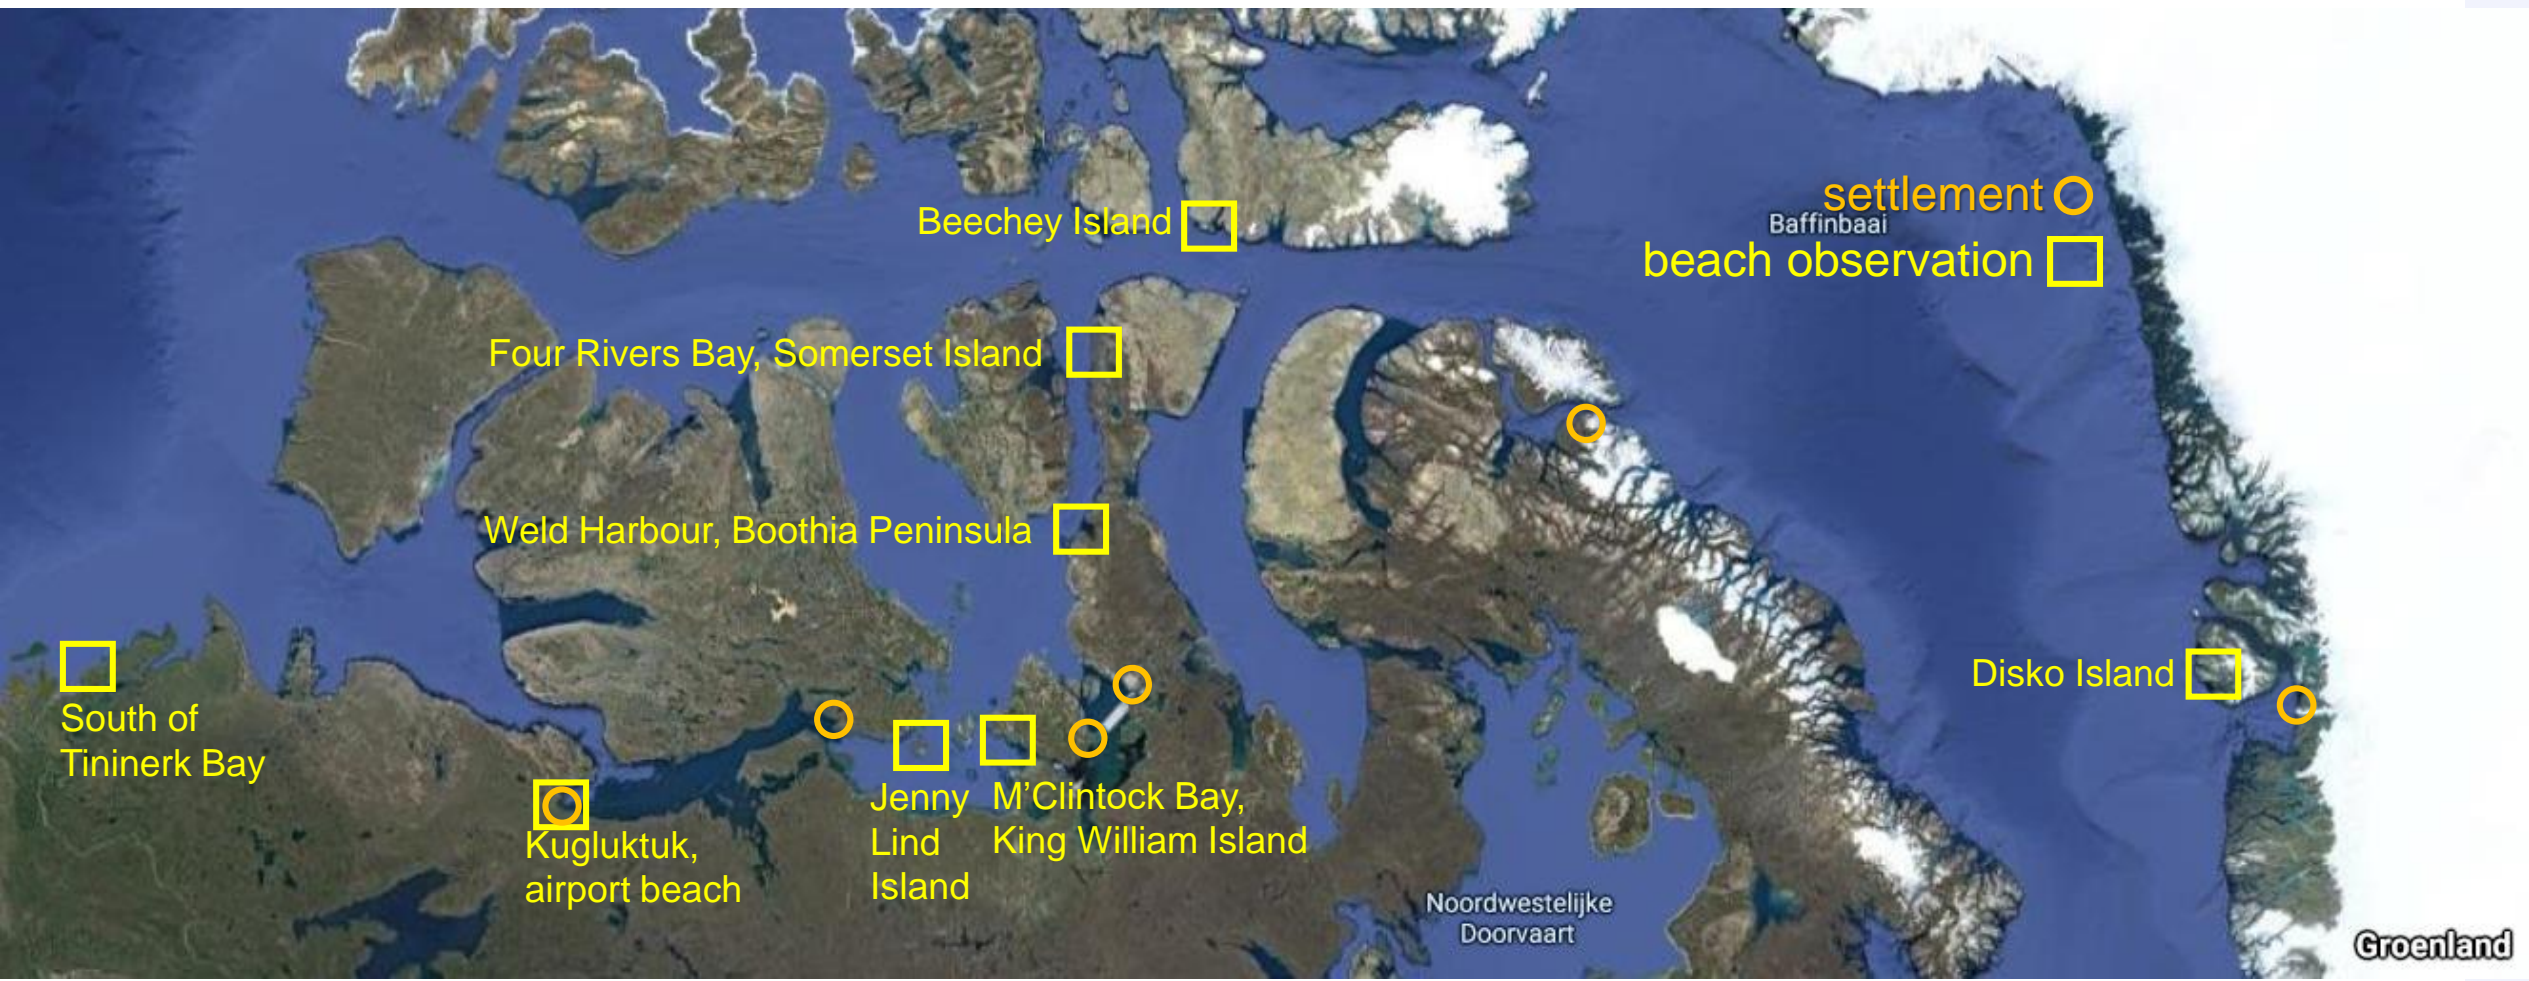 settlement
Baffinbaai
beach observation
Beechey Island
Four Rivers Bay, Somerset Island
Weld Harbour, Boothia Peninsula
Disko Island
South of
Tininerk Bay
Kugluktuk,
airport beach
Jenny
Lind
Island
M'Clintock Bay,
King William Island
Noordwestelijke
Doorvaart
Groenland